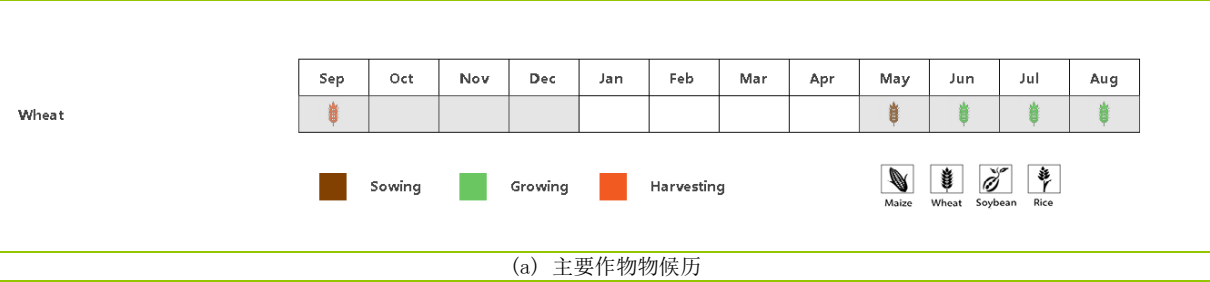 Sep Oct Nov Dec Jan Feb Mar Apr May Jun Jul Aug
Wheat
Sowing Growing Harvesting
Maize Wheat Soybean Rice
(a) 主要作物物候历